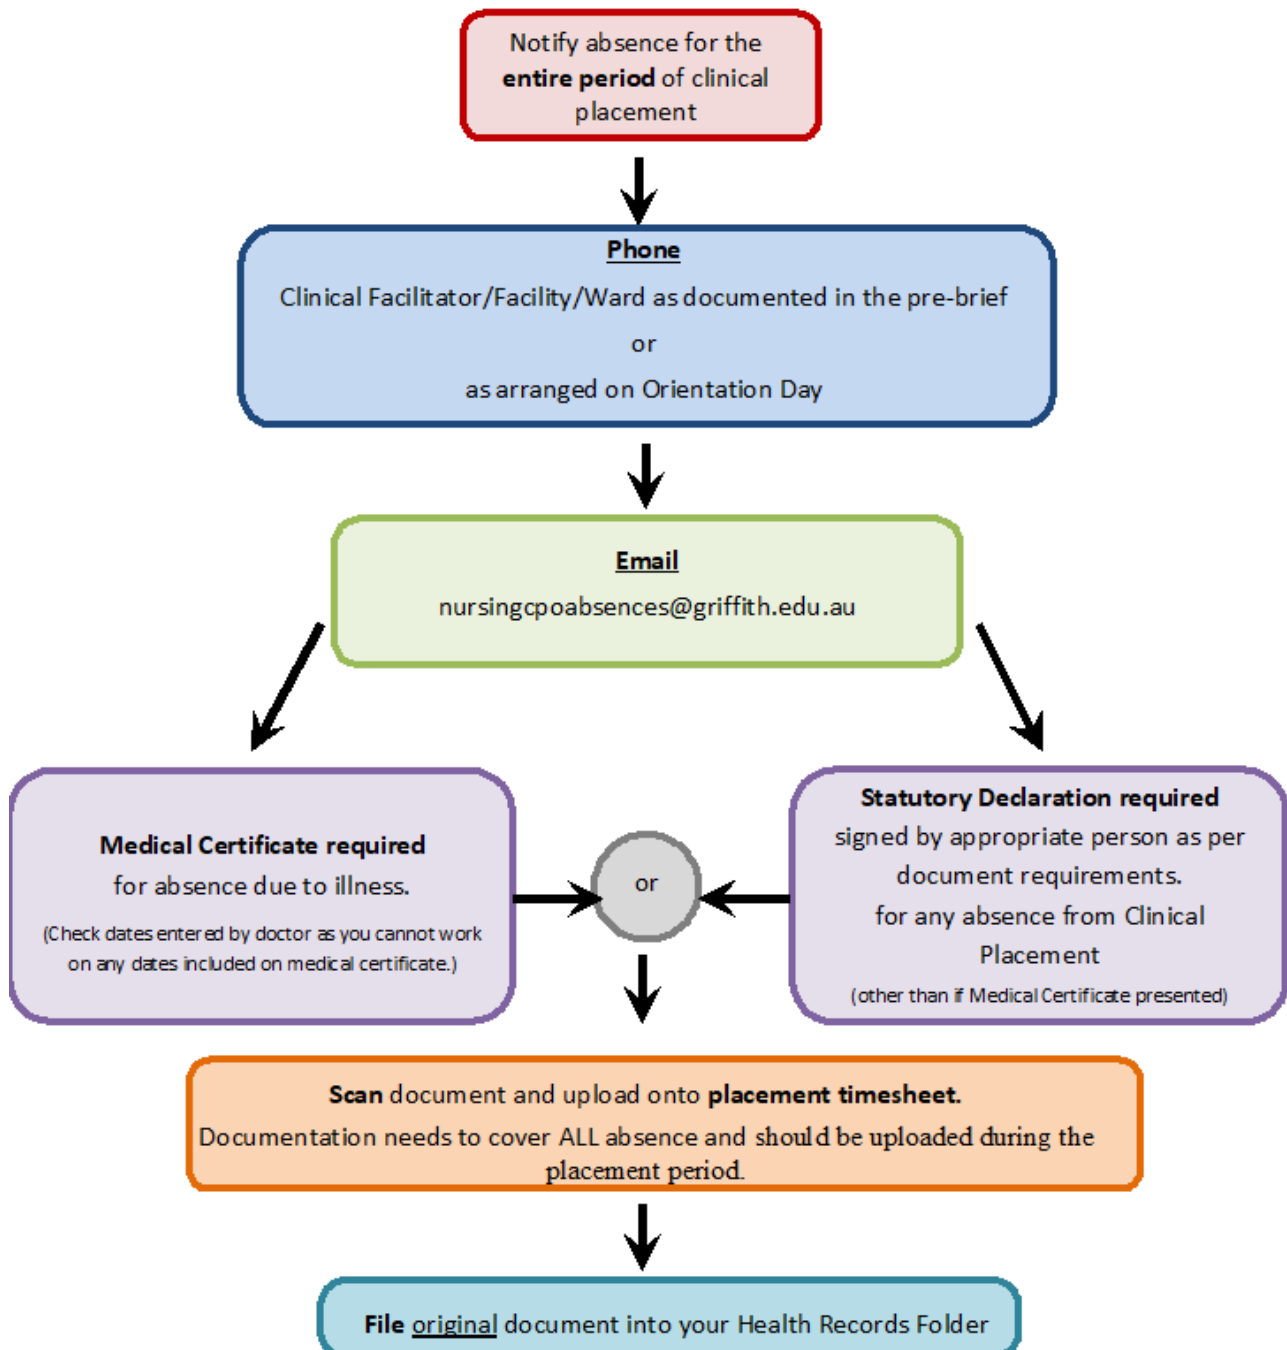 Notify absence for the
entire period of clinical
placement
Phone
Clinical Facilitator/Facility/Ward as documented in the pre-brief
or
as arranged on Orientation Day
Email
nursingcpoabsences@griffith.edu.au
Medical Certificate required
for absence due to illness.
(Check dates entered by doctor as you cannot work
on any dates included on medical certificate.)
or
Statutory Declaration required
signed by appropriate person as per
document requirements.
for any absence from Clinical
Placement
(other than if Medical Certificate presented)
Scan document and upload onto placement timesheet.
Documentation needs to cover ALL absence and should be uploaded during the
placement period.
File original document into your Health Records Folder